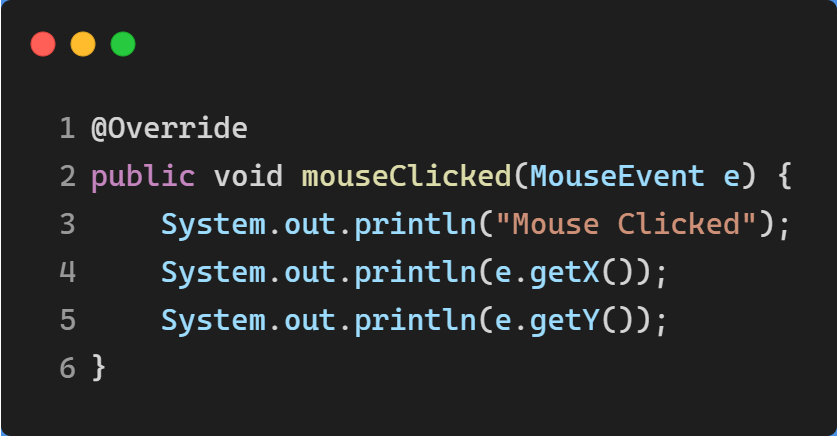 1 @Override
2 public void mouseClicked(MouseEvent e) {
3     System.out.println("Mouse Clicked");
4     System.out.println(e.getX());
5     System.out.println(e.getY());
6 }